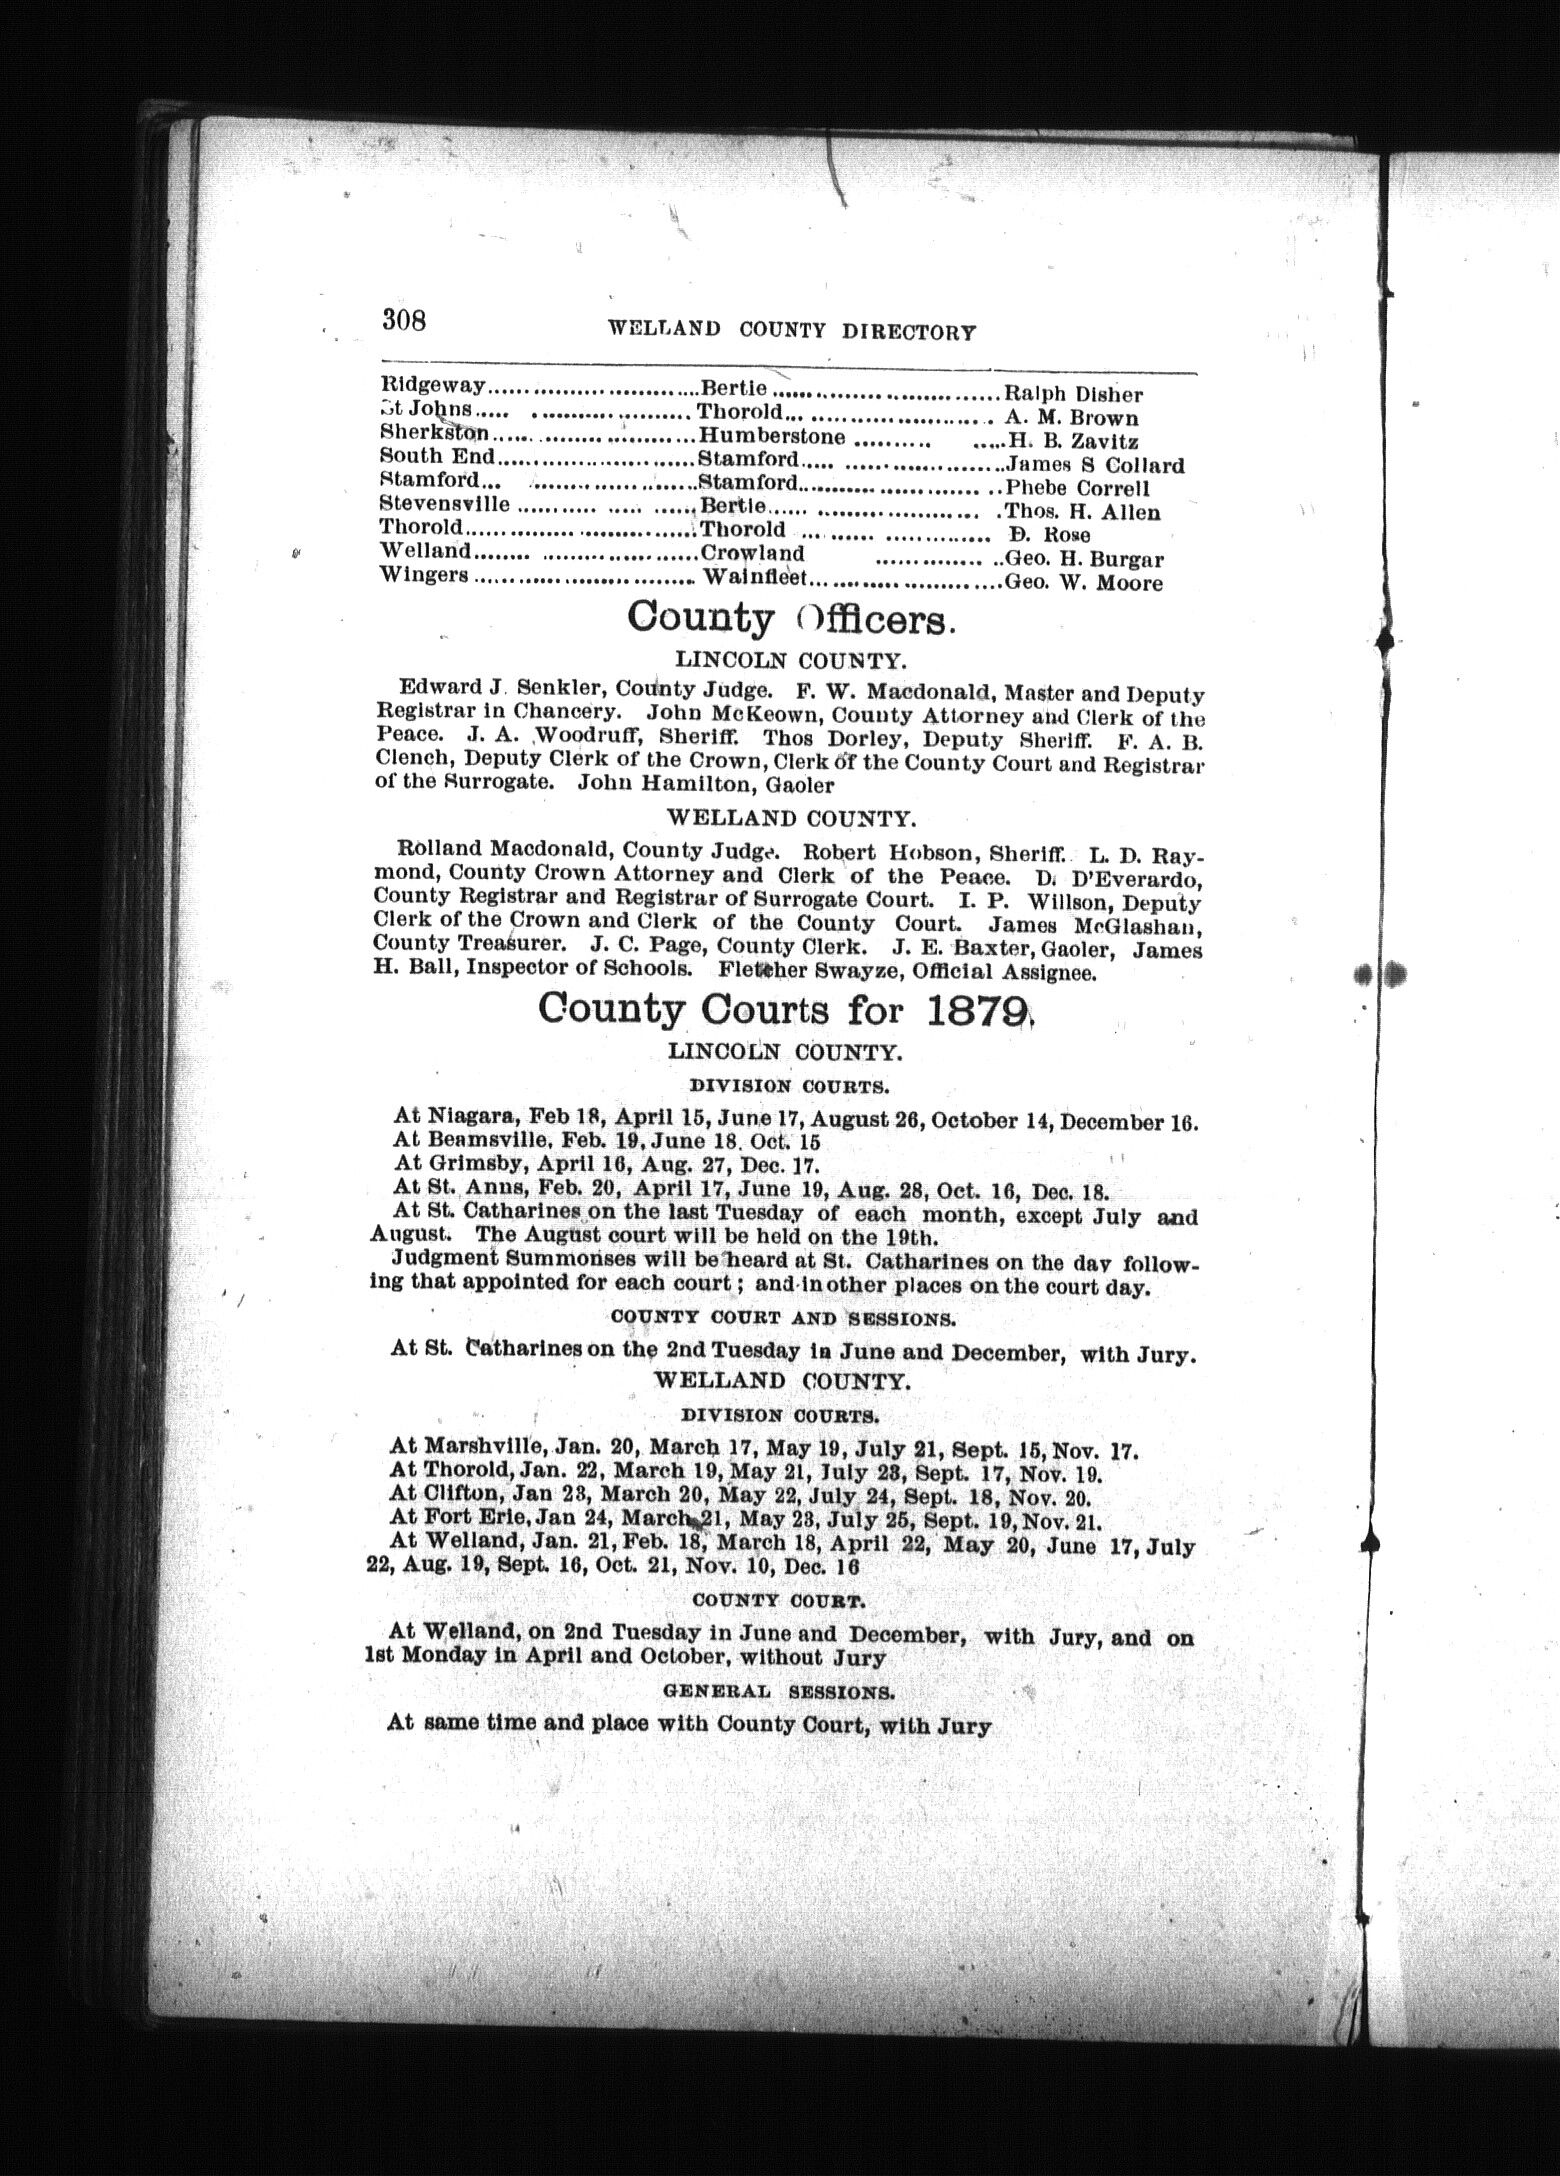 308 WELLAND COUNTY DIRECTORY
Ridgeway..............................Bertie ..................................Ralph Disher
St Johns..... ......................Thorold.............................. A. M. Brown
Sherkston............................Humberstone .......... .....H. B. Zavitz
South End............................Stamford..... .......................James S Collard
Stamford... ........................Stamford.......................... ..Phebe Correll
Stevensville ........... ..... ......Bertie...... ....................... .Thos. H. Allen
Thorold................................Thorold ... ...... .............. D. Rose
Welland........ ......................Crowland .............. ..Geo. H. Burgar
Wingers ............................... Wainfleet............................Geo. W. Moore
County Officers.
LINCOLN COUNTY.
Edward J. Senkler, County Judge. F. W. Macdonald, Master and Deputy
Registrar in Chancery. John McKeown, County Attorney and Clerk of the
Peace. J. A. Woodruff, Sheriff. Thos Dorley, Deputy Sheriff. F. A. B.
Clench, Deputy Clerk of the Crown, Clerk of the County Court and Registrar
of the Surrogate. John Hamilton, Gaoler
WELLAND COUNTY.
Rolland Macdonald, County Judge. Robert Hobson, Sheriff. L. D. Ray-
mond, County Crown Attorney and Clerk of the Peace. D. D'Everardo,
County Registrar and Registrar of Surrogate Court. I. P. Willson, Deputy
Clerk of the Crown and Clerk of the County Court. James McGlashan,
County Treasurer. J. C. Page, County Clerk. J. E. Baxter, Gaoler, James
H. Ball, Inspector of Schools. Fletcher Swayze, Official Assignee.
County Courts for 1879.
LINCOLN COUNTY.
DIVISION COURTS.
At Niagara, Feb 18, April 15, June 17, August 26, October 14, December 16.
At Beamsville, Feb. 19, June 18. Oct. 15
At Grimsby, April 16, Aug. 27, Dec. 17.
At St. Anns, Feb. 20, April 17, June 19, Aug. 28, Oct. 16, Dec. 18.
At St. Catharines on the last Tuesday of each month, except July and
August. The August court will be held on the 19th.
Judgment Summonses will be heard at St. Catharines on the day follow-
ing that appointed for each court; and in other places on the court day.
COUNTY COURT AND SESSIONS.
At St. Catharines on the 2nd Tuesday in June and December, with Jury.
WELLAND COUNTY.
DIVISION COURTS.
At Marshville, Jan. 20, March 17, May 19, July 21, Sept. 15, Nov. 17.
At Thorold, Jan. 22, March 19, May 21, July 23, Sept. 17, Nov. 19.
At Clifton, Jan 23, March 20, May 22, July 24, Sept. 18, Nov. 20.
At Fort Erie, Jan 24, March 21, May 23, July 25, Sept. 19, Nov. 21.
At Welland, Jan. 21, Feb. 18, March 18, April 22, May 20, June 17, July
22, Aug. 19, Sept. 16, Oct. 21, Nov. 10, Dec. 16
COUNTY COURT.
At Welland, on 2nd Tuesday in June and December, with Jury, and on
1st Monday in April and October, without Jury
GENERAL SESSIONS.
At same time and place with County Court, with Jury